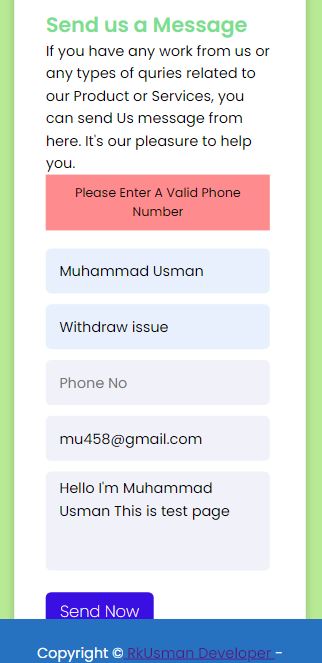 Send us a Message
If you have any work from us or
any types of quries related to
our Product or Services, you
can send Us message from
here. It's our pleasure to help
you.
Please Enter A Valid Phone
Number
Muhammad Usman
Withdraw issue
Phone No
mu458@gmail.com
Hello I'm Muhammad
Usman This is test page
Send Now
Copyright © RkUsman Developer -